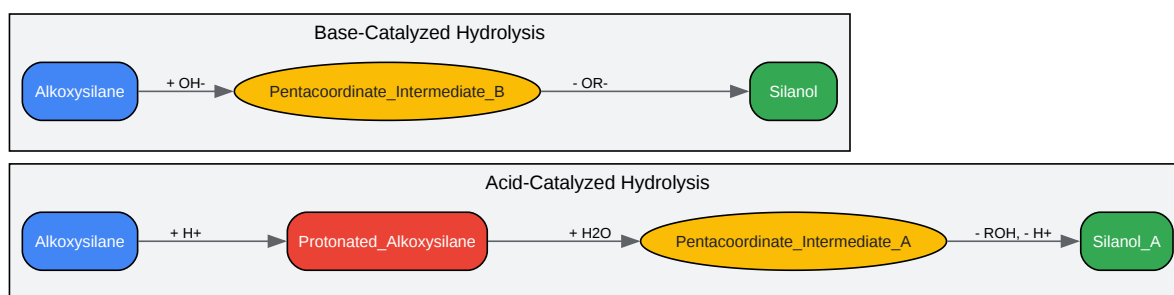 Base-Catalyzed Hydrolysis
Alkoxysilane
+ OH-
Pentacoordinate_Intermediate_B
- OR-
Silanol
Acid-Catalyzed Hydrolysis
Alkoxysilane
+ H+
Protonated_Alkoxysilane
+ H2O
Pentacoordinate_Intermediate_A
- ROH, - H+
Silanol_A